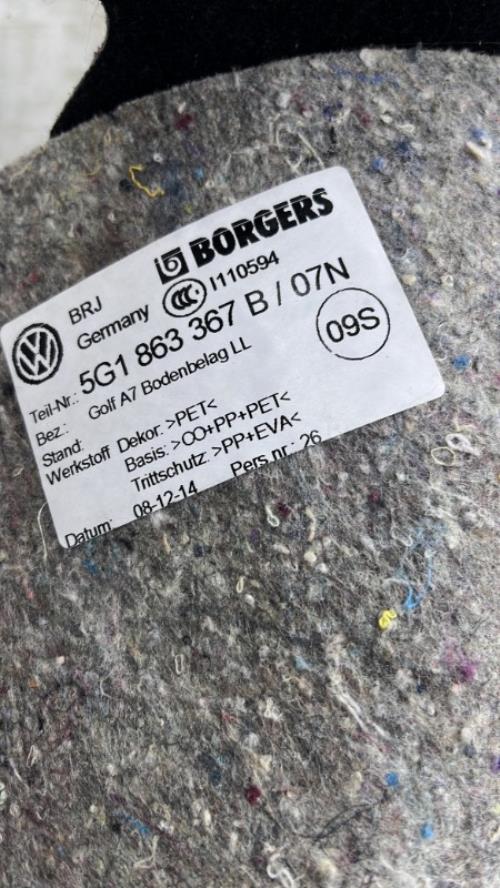 BORGERS
BRJ
Germany CCC I110594
Teil-Nr.: 5G1 863 367 B / 07N
09S
Bez.: Golf A7 Bodenbelag LL
Stand:
Werkstoff Dekor: >PET<
Basis: >CO+PP+PET<
Trittschutz: >PP+EVA<
Datum: 08-12-14 Pers.nr.: 26